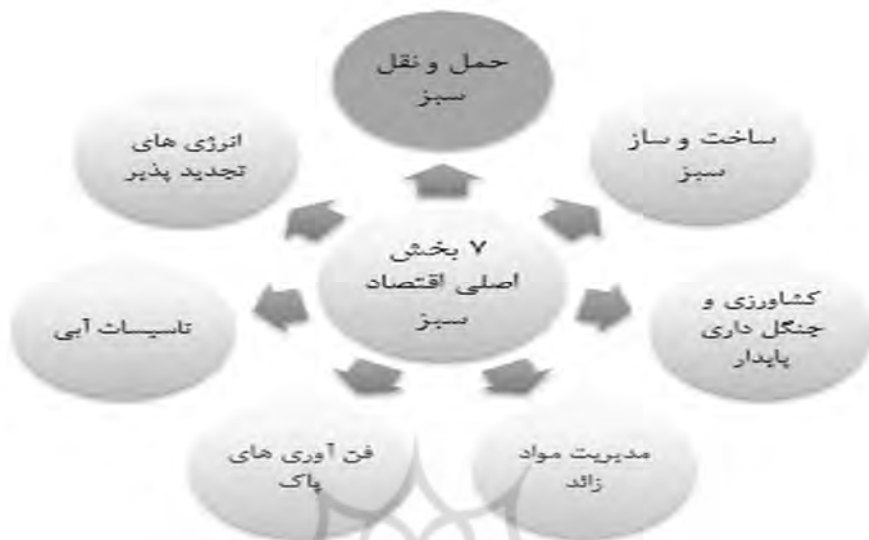 حمل و نقل
سبز
ساخت و ساز
سبز
کشاورزی و
جنگل داری
پایدار
مدیریت مواد
زائد
فن آوری های
پاک
تاسیسات آبی
انرژی های
تجدید پذیر
۷ بخش
اصلی اقتصاد
سبز